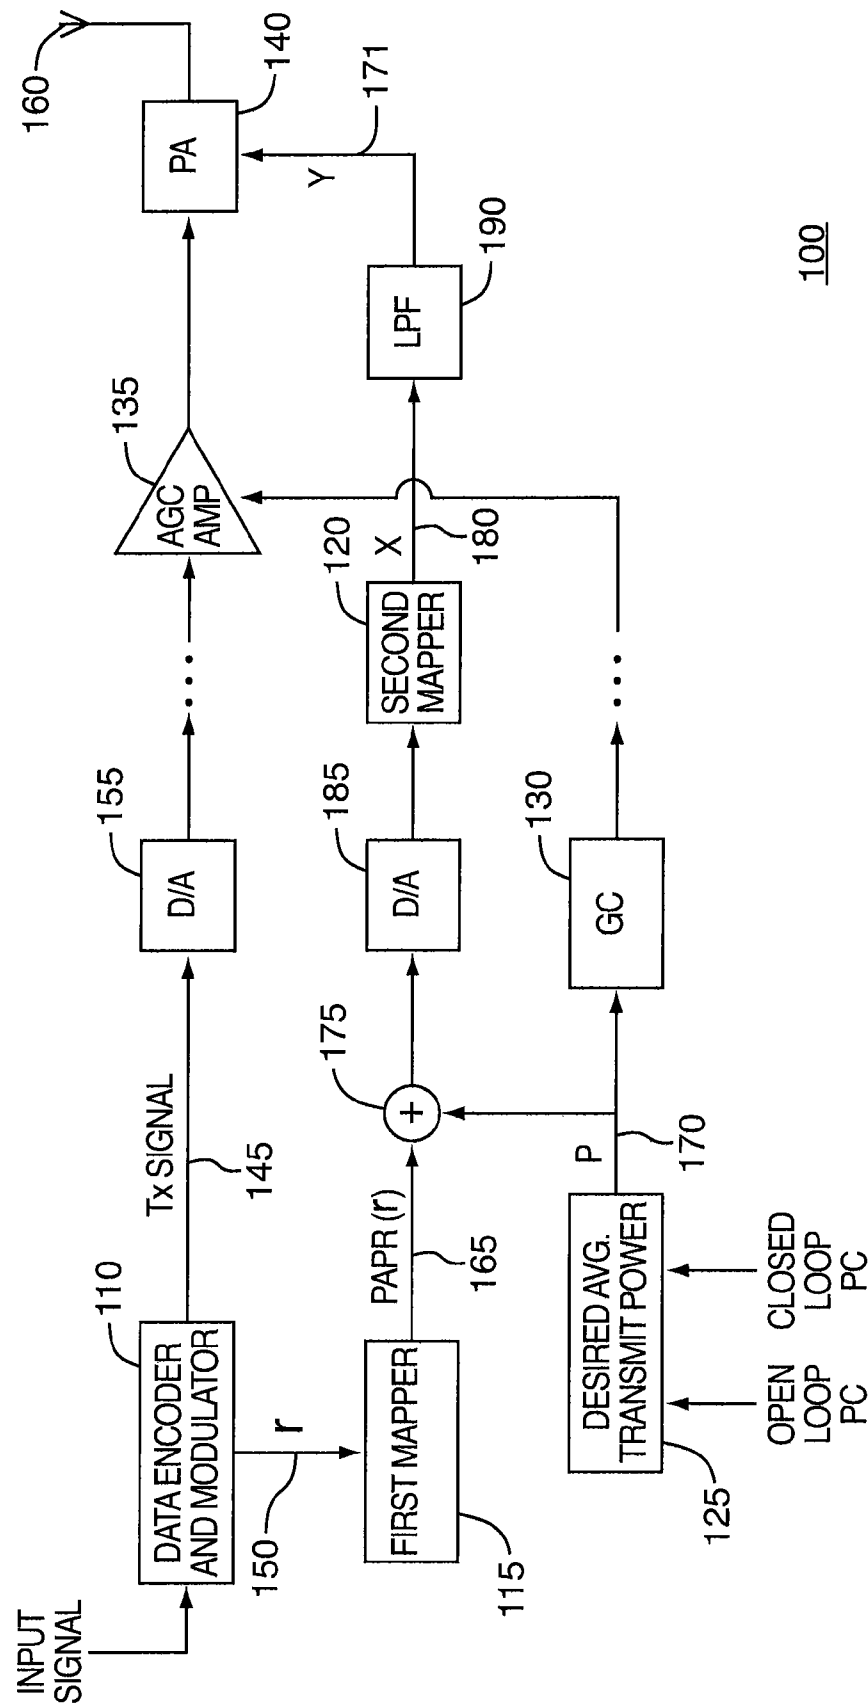 INPUT
SIGNAL
110
DATA ENCODER
AND MODULATOR
Tx SIGNAL
145
155
D/A
• • •
135
AGC
AMP
PA
140
160
r
150
FIRST MAPPER
115
PAPR (r)
165
175
+
185
D/A
120
SECOND
MAPPER
X
180
LPF
190
Y
171
DESIRED AVG.
TRANSMIT POWER
125
OPEN
LOOP
PC
CLOSED
LOOP
PC
P
170
130
GC
• • •
100